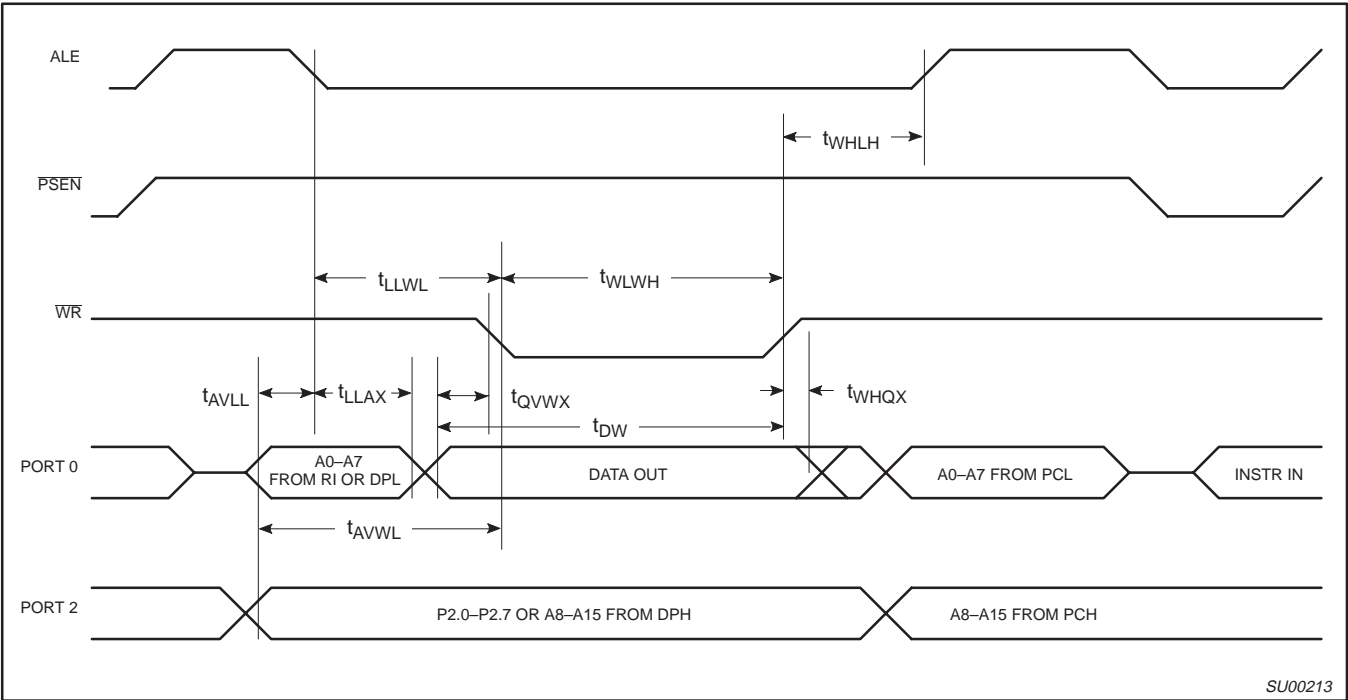 ALE
tWHLH
PSEN
tLLWL
tWLWH
WR
tAVLL
tLLAX
tQVWX
tWHQX
tDW
PORT 0
A0–A7
FROM RI OR DPL
DATA OUT
A0–A7 FROM PCL
INSTR IN
tAVWL
PORT 2
P2.0–P2.7 OR A8–A15 FROM DPH
A8–A15 FROM PCH
SU00213